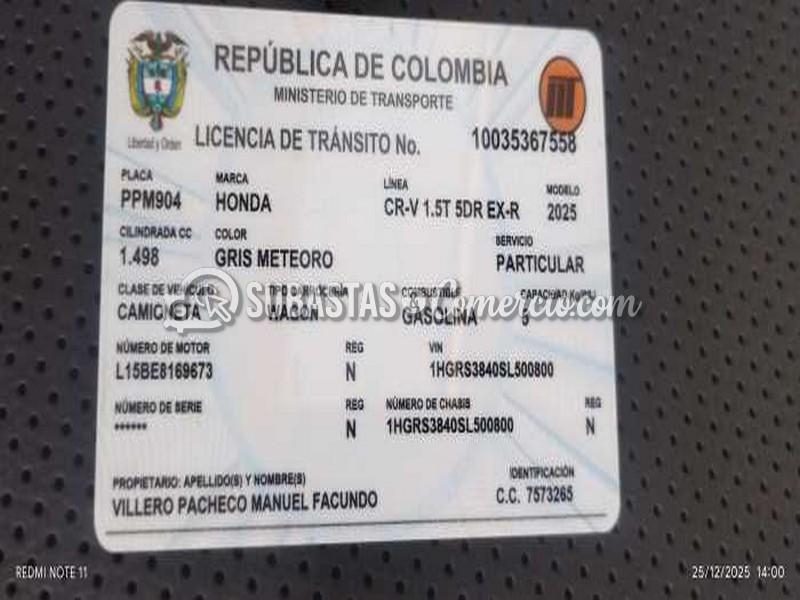 REPÚBLICA DE COLOMBIA
MINISTERIO DE TRANSPORTE
Libertad y Orden
LICENCIA DE TRÁNSITO No. 10035367558
PLACA MARCA LÍNEA MODELO
PPM904 HONDA CR-V 1.5T 5DR EX-R 2025
CILINDRADA CC COLOR SERVICIO
1.498 GRIS METEORO PARTICULAR
CLASE DE VEHÍCULO TIPO CARROCERÍA COMBUSTIBLE CAPACIDAD Kg/PSJ
SUBASTAS & Comercio.com
CAMIONETA WAGON GASOLINA 5
NÚMERO DE MOTOR REG VIN
L15BE8169673 N 1HGRS3840SL500800
NÚMERO DE SERIE REG NÚMERO DE CHASIS REG
****** N 1HGRS3840SL500800 N
PROPIETARIO: APELLIDO(S) Y NOMBRE(S) IDENTIFICACIÓN
VILLERO PACHECO MANUEL FACUNDO C.C. 7573265
REDMI NOTE 11 25/12/2025 14:00